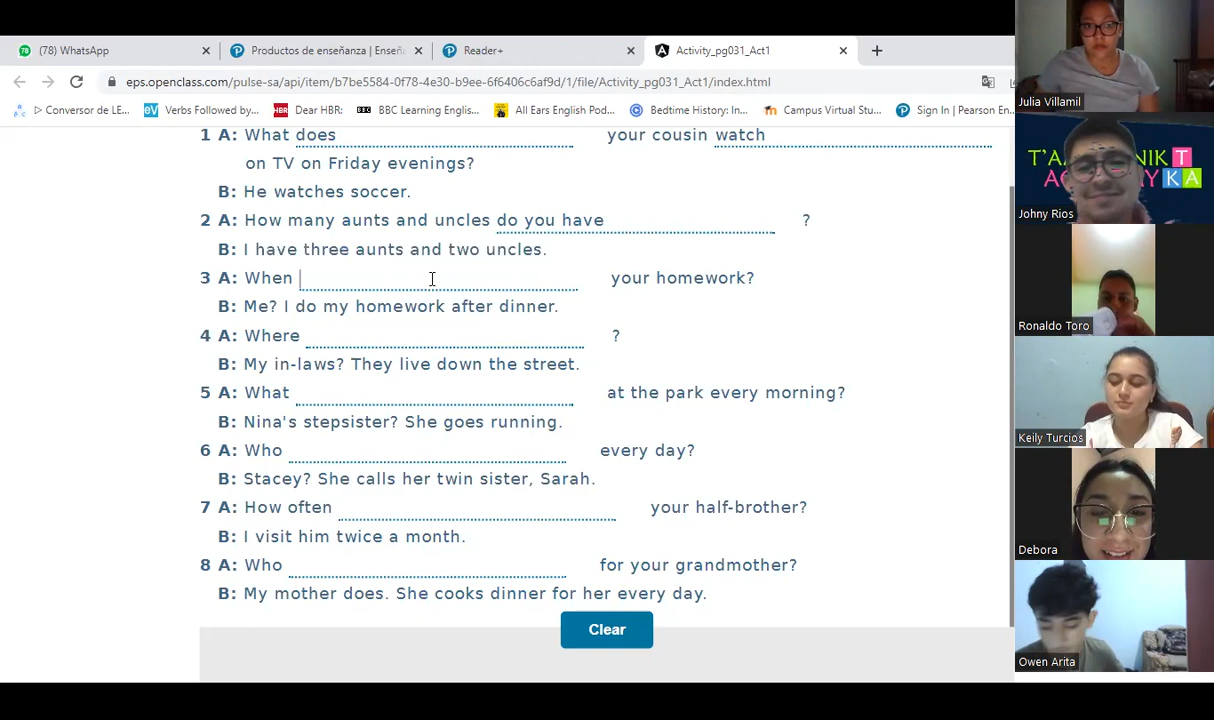 (78) WhatsApp
Productos de enseñanza | Enseña
Reader+
Activity_pg031_Act1
eps.openclass.com/pulse-sa/api/item/b7be5584-0f78-4e30-b9ee-6f6406c6af9d/1/file/Activity_pg031_Act1/index.html
▷ Conversor de LE...
Verbs Followed by...
Dear HBR:
BBC Learning Englis...
All Ears English Pod...
Bedtime History: In...
Campus Virtual Stu...
Sign In | Pearson En...
1 A: What does your cousin watch
on TV on Friday evenings?
B: He watches soccer.
2 A: How many aunts and uncles do you have ?
B: I have three aunts and two uncles.
3 A: When your homework?
B: Me? I do my homework after dinner.
4 A: Where ?
B: My in-laws? They live down the street.
5 A: What at the park every morning?
B: Nina's stepsister? She goes running.
6 A: Who every day?
B: Stacey? She calls her twin sister, Sarah.
7 A: How often your half-brother?
B: I visit him twice a month.
8 A: Who for your grandmother?
B: My mother does. She cooks dinner for her every day.
Clear
Julia Villamil
Johny Rios
Ronaldo Toro
Keily Turcios
Debora
Owen Arita